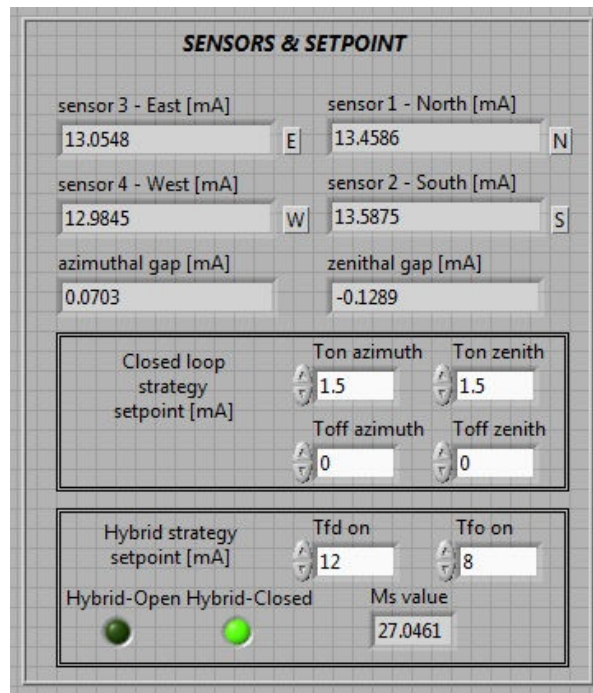 SENSORS & SETPOINT
sensor 3 - East [mA] sensor 1 - North [mA]
13.0548 E 13.4586 N
sensor 4 - West [mA] sensor 2 - South [mA]
12.9845 W 13.5875 S
azimuthal gap [mA] zenithal gap [mA]
0.0703 -0.1289
Closed loop
strategy
setpoint [mA]
Ton azimuth Ton zenith
1.5 1.5
Toff azimuth Toff zenith
0 0
Hybrid strategy
setpoint [mA]
Tfd on Tfo on
12 8
Hybrid-Open Hybrid-Closed Ms value
27.0461